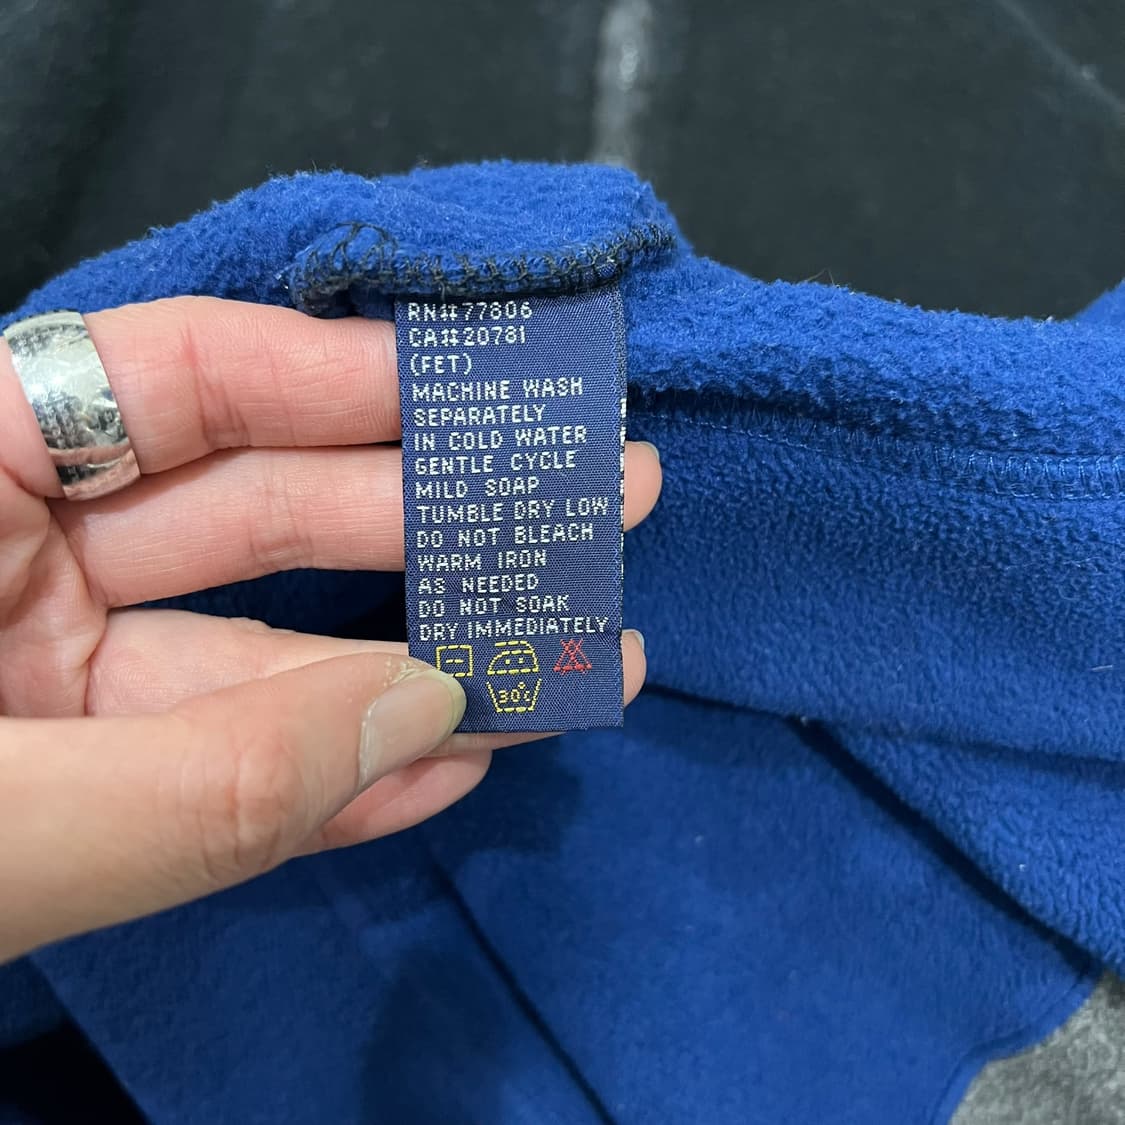 RN#77806
CA#20781
(FET)
MACHINE WASH
SEPARATELY
IN COLD WATER
GENTLE CYCLE
MILD SOAP
TUMBLE DRY LOW
DO NOT BLEACH
WARM IRON
AS NEEDED
DO NOT SOAK
DRY IMMEDIATELY
30°C